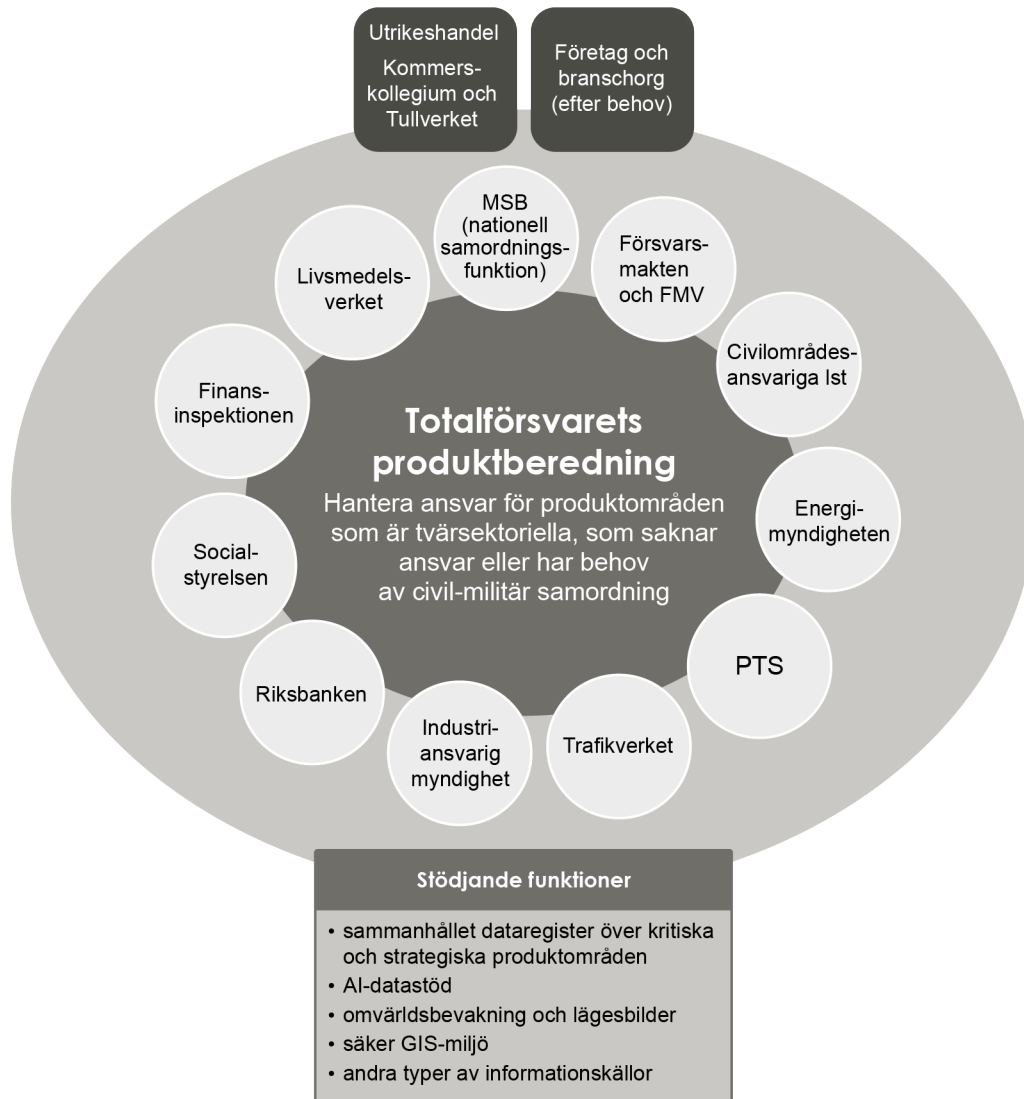 Utrikeshandel
Kommers-
kollegium och
Tullverket
Företag och
branschorg
(efter behov)
MSB
(nationell
samordnings-
funktion)
Försvars-
makten
och FMV
Civilområdes-
ansvariga lst
Energi-
myndigheten
PTS
Trafikverket
Industri-
ansvarig
myndighet
Riksbanken
Social-
styrelsen
Finans-
inspektionen
Livsmedels-
verket
Totalförsvarets
produktberedning
Hantera ansvar för produktområden
som är tvärsektoriella, som saknar
ansvar eller har behov
av civil-militär samordning
Stödjande funktioner
• sammanhållet dataregister över kritiska
och strategiska produktområden
• AI-datastöd
• omvärldsbevakning och lägesbilder
• säker GIS-miljö
• andra typer av informationskällor